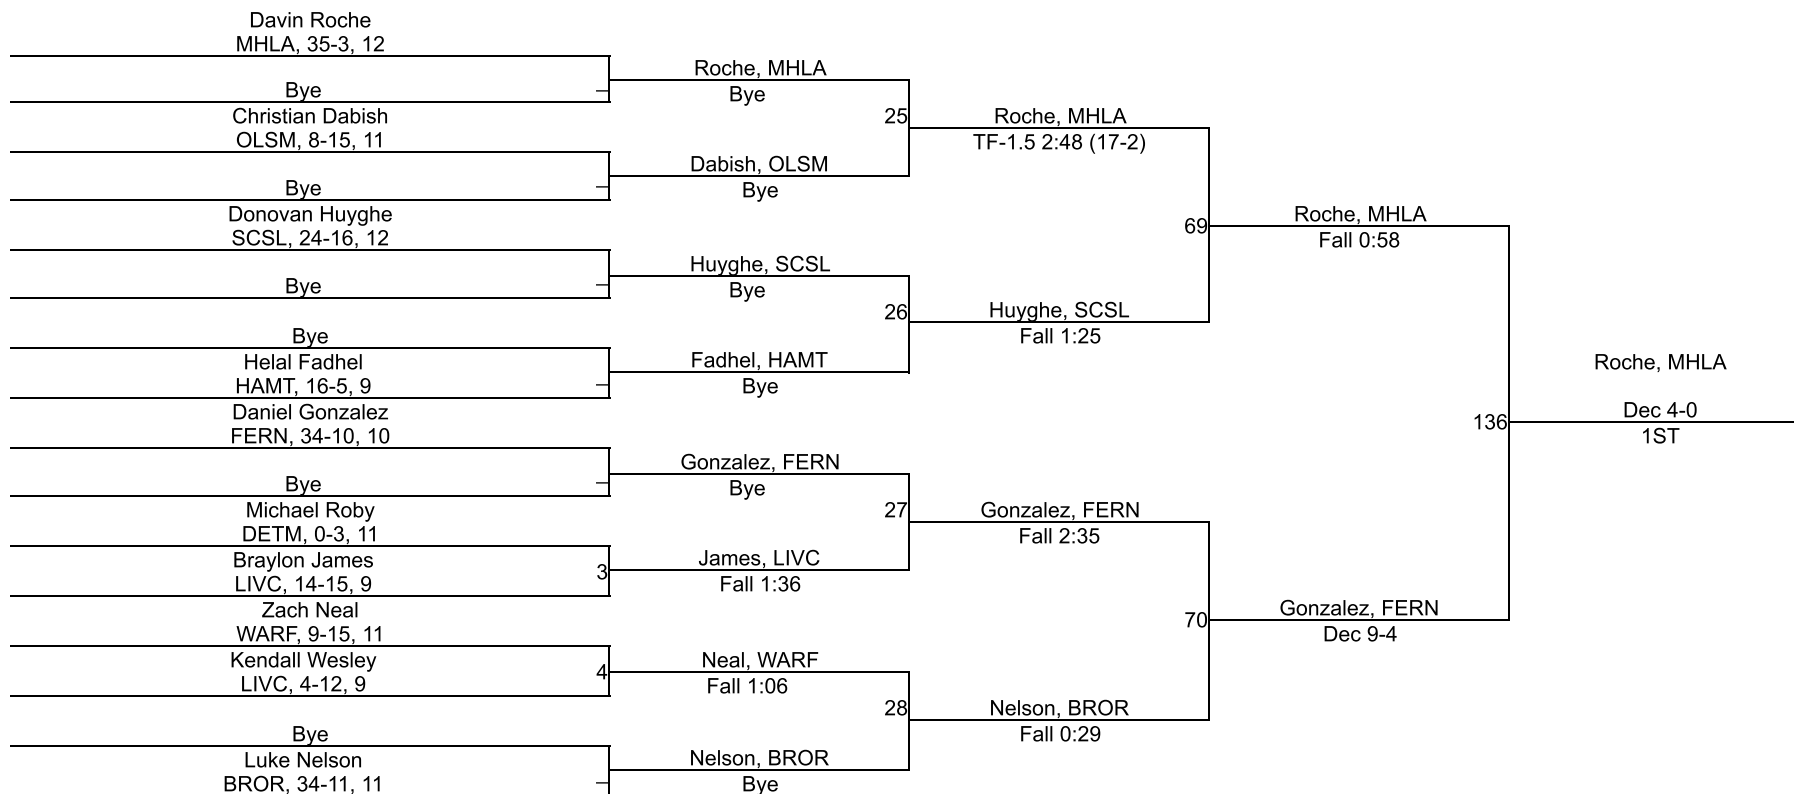 Davin Roche
MHLA, 35-3, 12
Bye
Christian Dabish
OLSM, 8-15, 11
Bye
Donovan Huyghe
SCSL, 24-16, 12
Bye
Bye
Helal Fadhel
HAMT, 16-5, 9
Daniel Gonzalez
FERN, 34-10, 10
Bye
Michael Roby
DETM, 0-3, 11
Braylon James
LIVC, 14-15, 9
3
Zach Neal
WARF, 9-15, 11
Kendall Wesley
LIVC, 4-12, 9
4
Bye
Luke Nelson
BROR, 34-11, 11
Roche, MHLA
Bye
25
Dabish, OLSM
Bye
Huyghe, SCSL
Bye
26
Fadhel, HAMT
Bye
Gonzalez, FERN
Bye
27
James, LIVC
Fall 1:36
Neal, WARF
Fall 1:06
28
Nelson, BROR
Bye
Roche, MHLA
TF-1.5 2:48 (17-2)
69
Huyghe, SCSL
Fall 1:25
Gonzalez, FERN
Fall 2:35
70
Nelson, BROR
Fall 0:29
Roche, MHLA
Fall 0:58
136
Gonzalez, FERN
Dec 9-4
Roche, MHLA
Dec 4-0
1ST